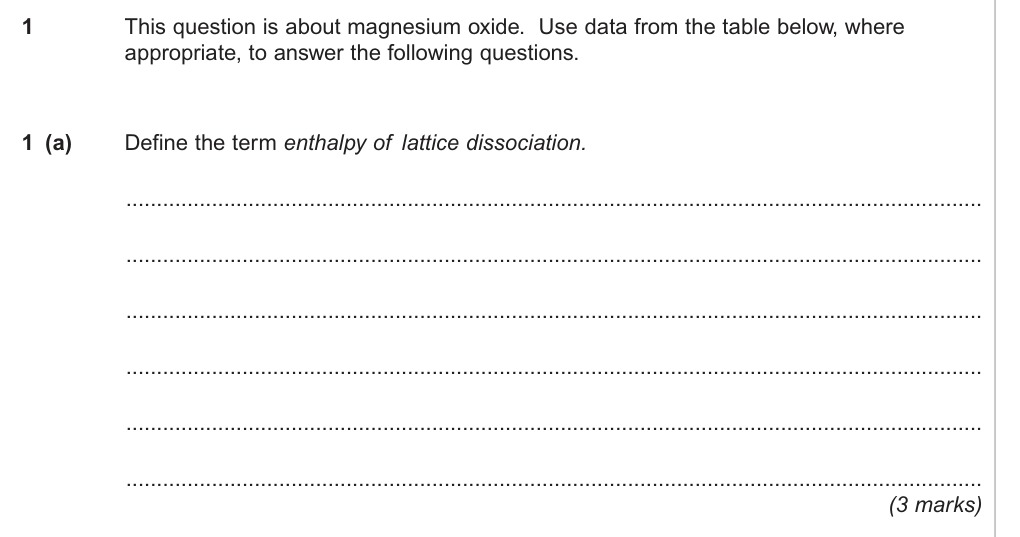 1 This question is about magnesium oxide. Use data from the table below, where
appropriate, to answer the following questions.
1 (a) Define the term enthalpy of lattice dissociation.
................................................................................
................................................................................
................................................................................
................................................................................
................................................................................
................................................................................
(3 marks)